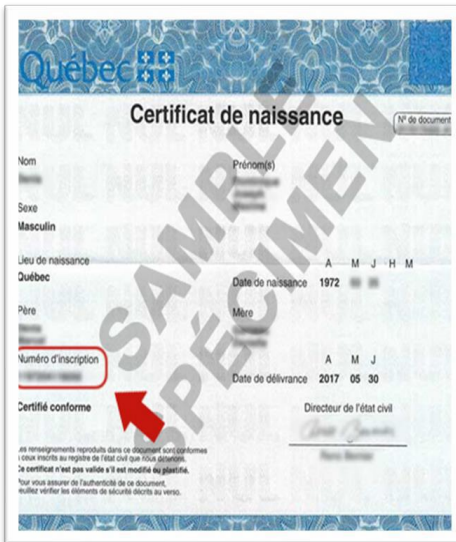 Québec
Certificat de naissance
N° de document
Nom
Prénom(s)
Sexe
Masculin
Lieu de naissance
Québec
A M J H M
Date de naissance 1972
Père
Mère
Numéro d'inscription
A M J
Date de délivrance 2017 05 30
Certifié conforme
Directeur de l'état civil
Les renseignements reproduits dans ce document sont conformes
à ceux inscrits au registre de l'état civil que nous détenons.
Ce certificat n'est pas valide s'il est modifié ou plastifié.
Pour vous assurer de l'authenticité de ce document,
veuillez vérifier les éléments de sécurité décrits au verso.
SAMPLE
SPÉCIMEN